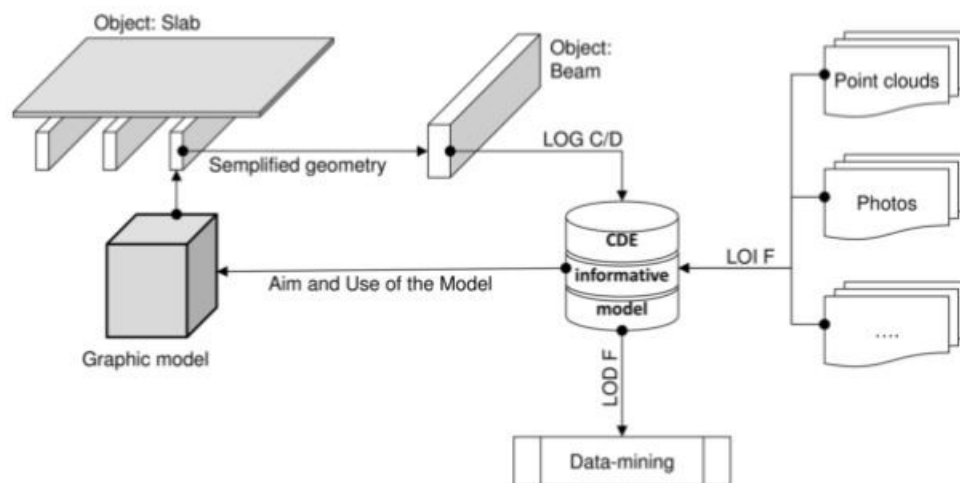 Object: Slab
Object:
Beam
Point clouds
LOG C/D
Semplified geometry
Photos
CDE
informative
model
LOI F
Aim and Use of the Model
....
Graphic model
LOD F
Data-mining